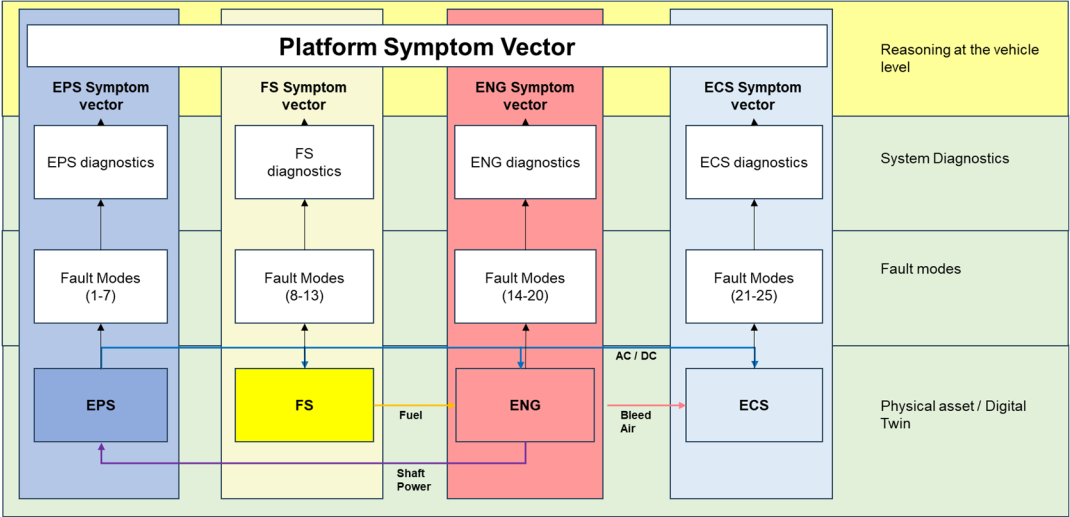 Platform Symptom Vector
Reasoning at the vehicle
level
EPS Symptom
vector
FS Symptom
vector
ENG Symptom
vector
ECS Symptom
vector
EPS diagnostics
FS
diagnostics
ENG diagnostics
ECS diagnostics
System Diagnostics
Fault Modes
(1-7)
Fault Modes
(8-13)
Fault Modes
(14-20)
Fault Modes
(21-25)
Fault modes
AC / DC
EPS
FS
Fuel
ENG
Bleed
Air
ECS
Physical asset / Digital
Twin
Shaft
Power